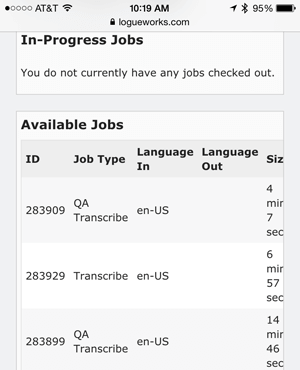 AT&T 10:19 AM 95%
logueworks.com
In-Progress Jobs
You do not currently have any jobs checked out.
Available Jobs
ID Job Type Language In Language Out Siz
283909 QA Transcribe en-US 4 min 7 sec
283929 Transcribe en-US 6 min 57 sec
283899 QA Transcribe en-US 14 min 46 sec